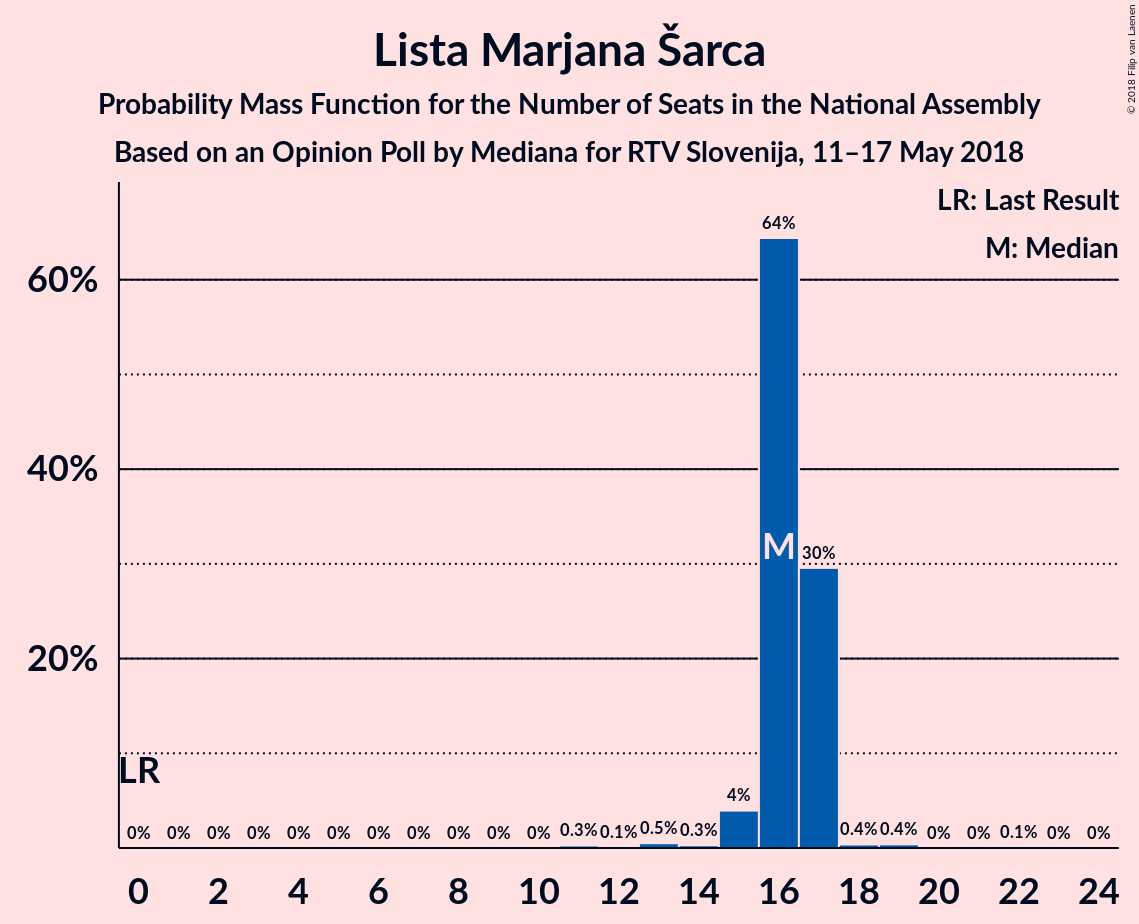 Lista Marjana Šarca
Probability Mass Function for the Number of Seats in the National Assembly
Based on an Opinion Poll by Mediana for RTV Slovenija, 11–17 May 2018
© 2018 Filip van Laenen
LR: Last Result
M: Median
64%
60%
40%
M
30%
20%
LR
4%
0% 0% 0% 0% 0% 0% 0% 0% 0% 0% 0% 0.3% 0.1% 0.5% 0.3% 0.4% 0.4% 0% 0% 0.1% 0% 0%
0 2 4 6 8 10 12 14 16 18 20 22 24